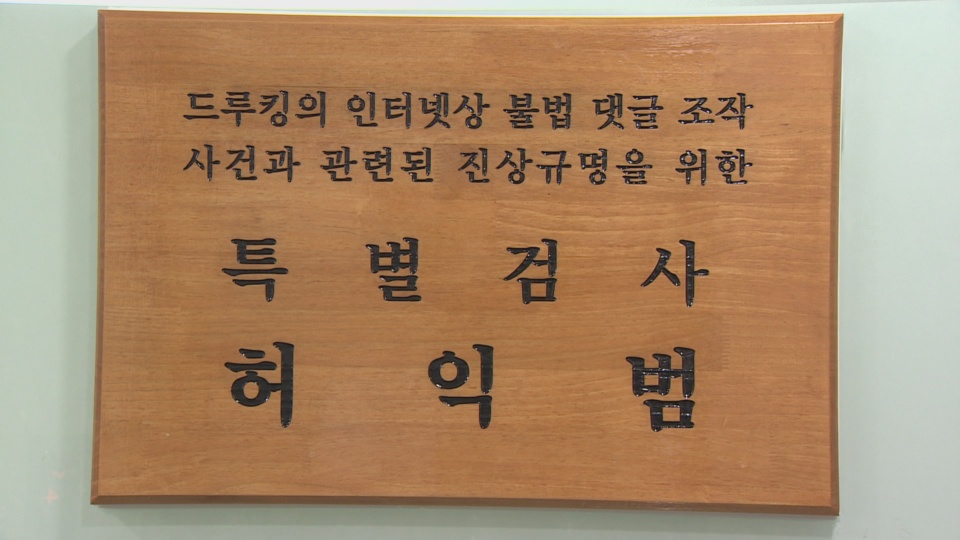 드루킹의 인터넷상 불법 댓글 조작
사건과 관련된 진상규명을 위한
특별검사
허익범